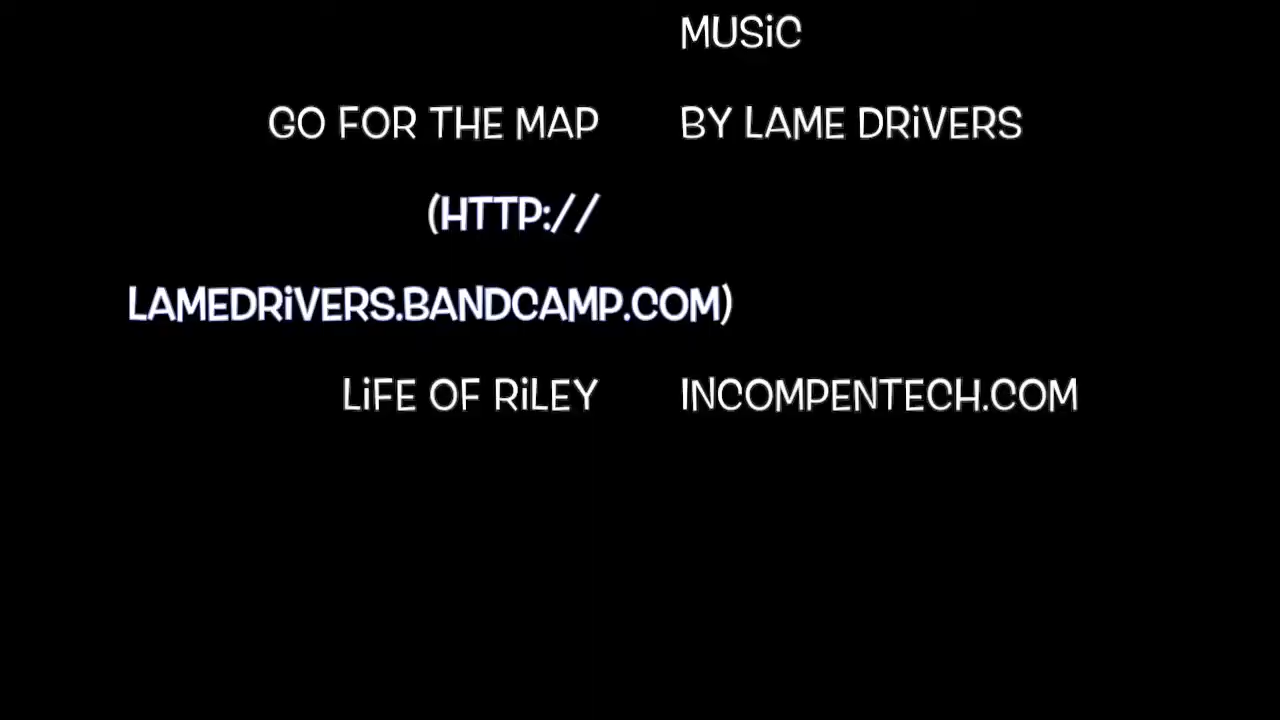 MUSiC
GO FOR THE MAP BY LAME DRiVERS
(HTTP://
LAMEDRiVERS.BANDCAMP.COM)
LiFE OF RiLEY INCOMPENTECH.COM